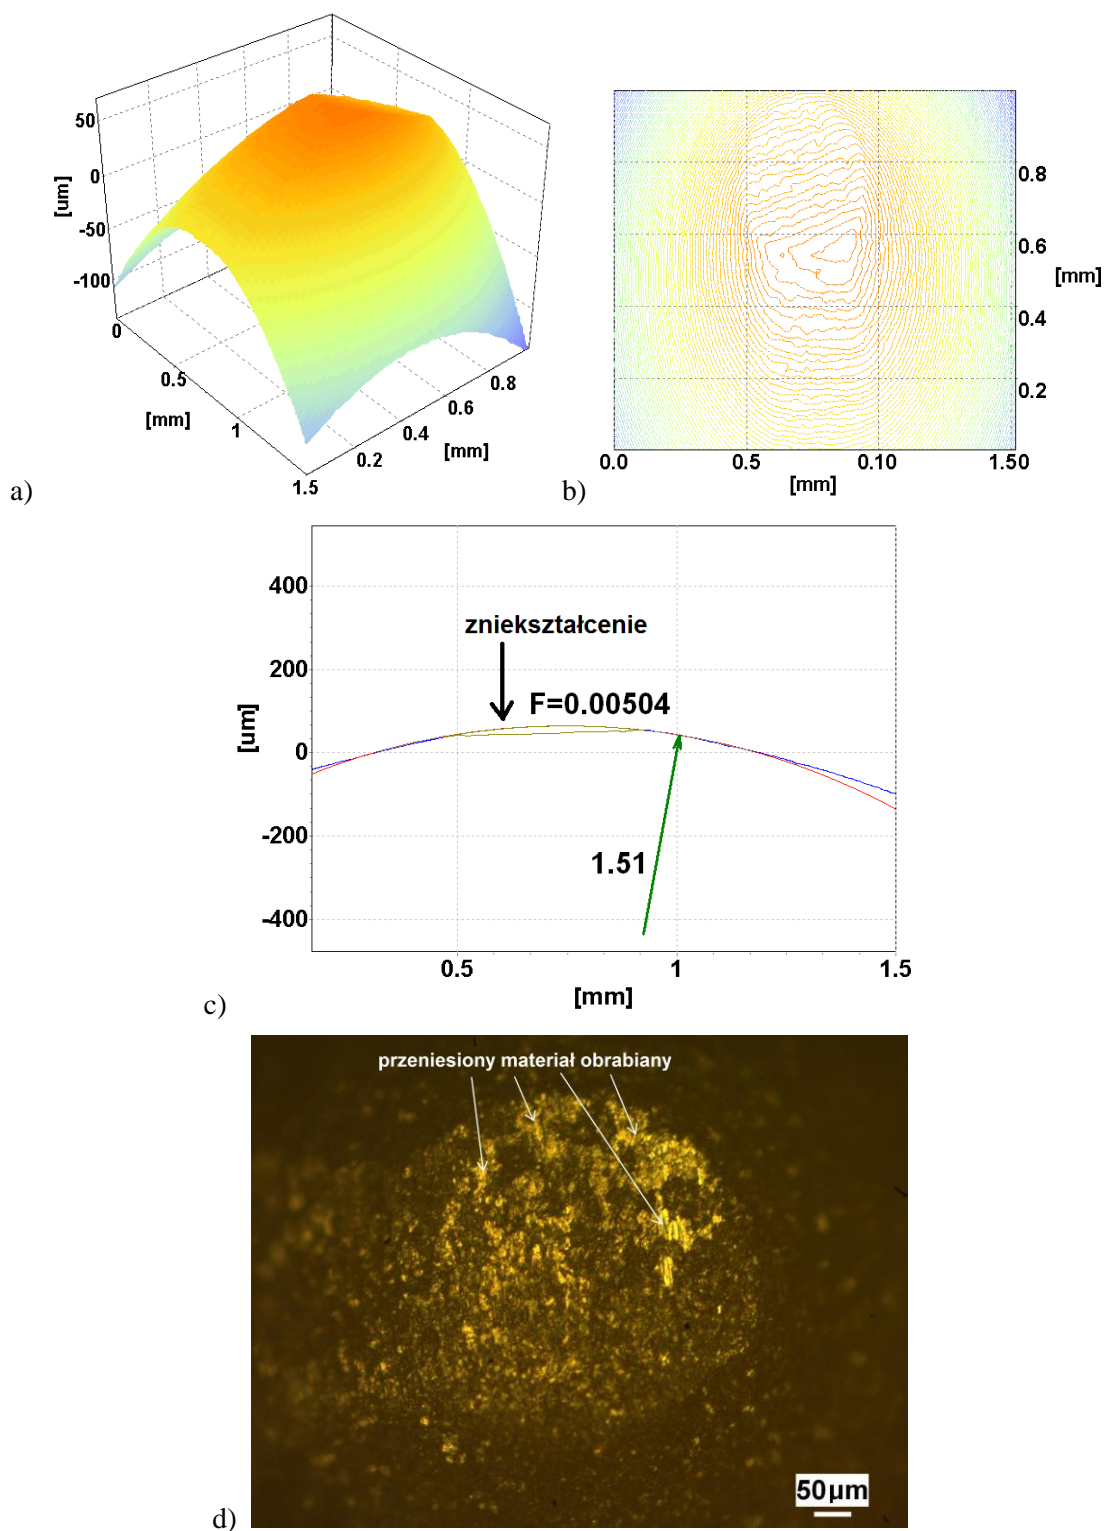 50
0
-50
-100
[um]
0
0.5
1
1.5
[mm]
0.2
0.4
0.6
0.8
[mm]
a)
0.8
0.6
0.4
0.2
[mm]
0.0
0.5
0.10
1.50
[mm]
b)
400
200
0
-200
-400
[um]
zniekształcenie
F=0.00504
1.51
0.5
1
1.5
[mm]
c)
przeniesiony materiał obrabiany
50µm
d)